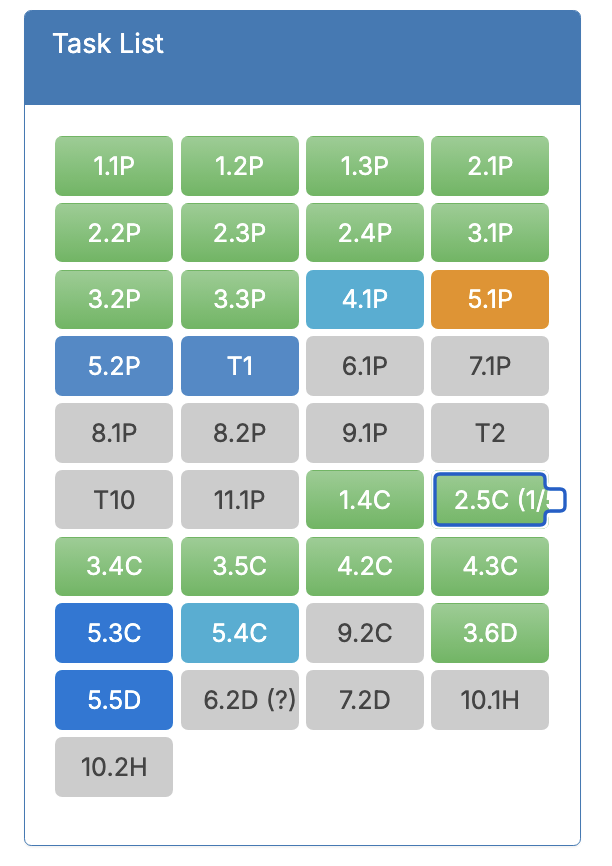 Task List
1.1P 1.2P 1.3P 2.1P
2.2P 2.3P 2.4P 3.1P
3.2P 3.3P 4.1P 5.1P
5.2P T1 6.1P 7.1P
8.1P 8.2P 9.1P T2
T10 11.1P 1.4C 2.5C (1/
3.4C 3.5C 4.2C 4.3C
5.3C 5.4C 9.2C 3.6D
5.5D 6.2D (?) 7.2D 10.1H
10.2H